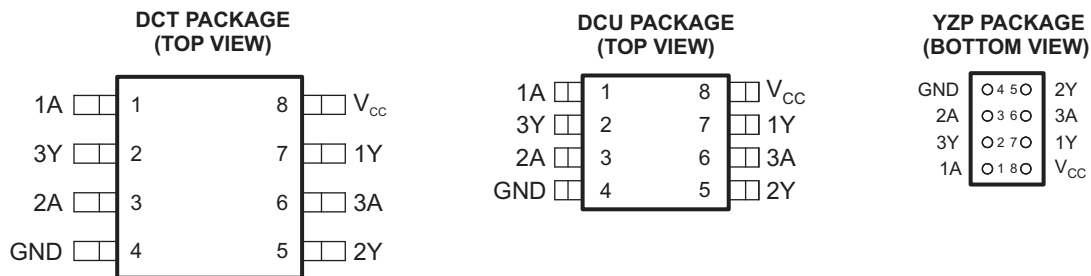 DCT PACKAGE
(TOP VIEW)
1A 1 8 V_CC
3Y 2 7 1Y
2A 3 6 3A
GND 4 5 2Y
DCU PACKAGE
(TOP VIEW)
1A 1 8 V_CC
3Y 2 7 1Y
2A 3 6 3A
GND 4 5 2Y
YZP PACKAGE
(BOTTOM VIEW)
GND 4 5 2Y
2A 3 6 3A
3Y 2 7 1Y
1A 1 8 V_CC